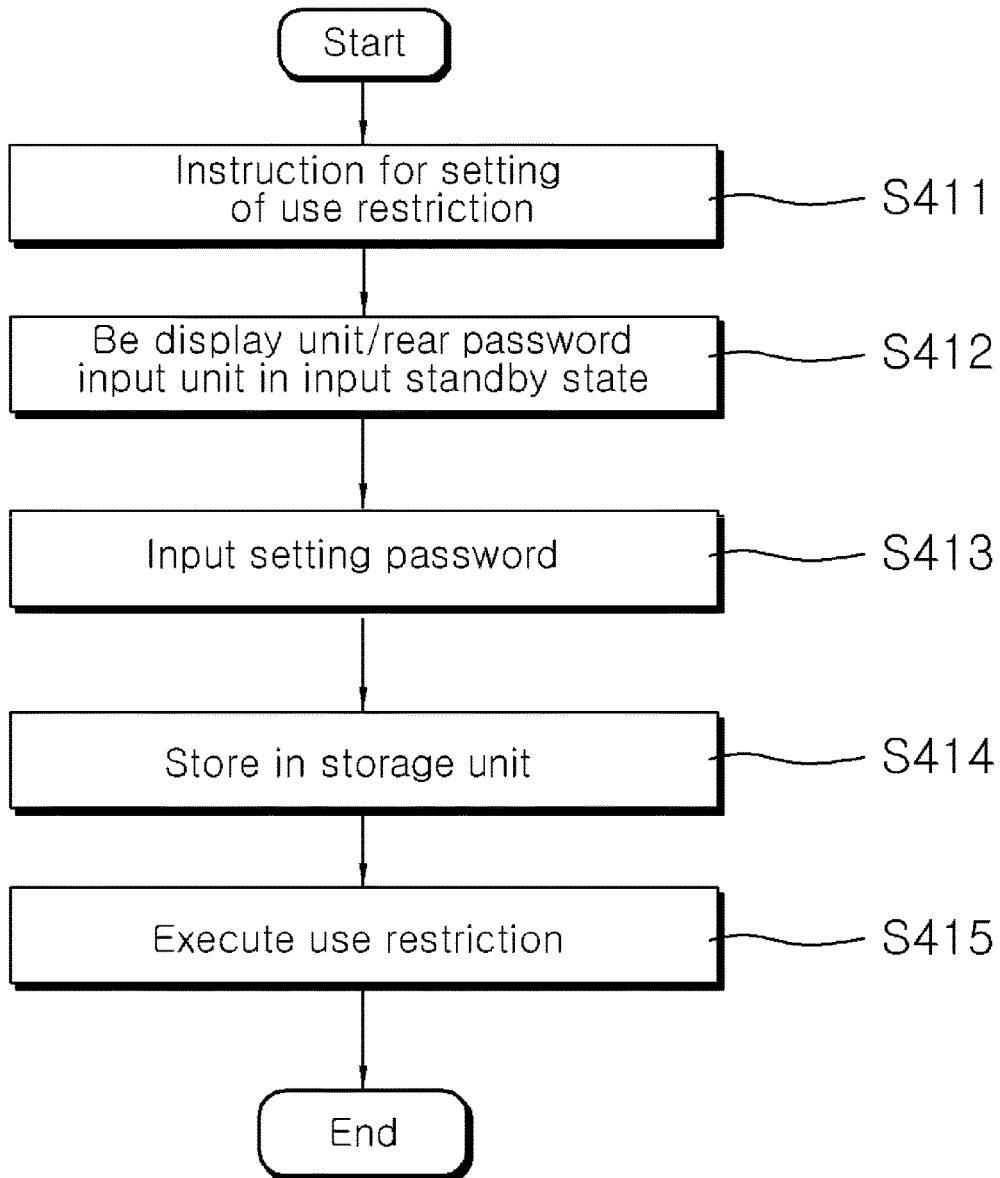 Start
Instruction for setting
of use restriction
S411
Be display unit/rear password
input unit in input standby state
S412
Input setting password
S413
Store in storage unit
S414
Execute use restriction
S415
End